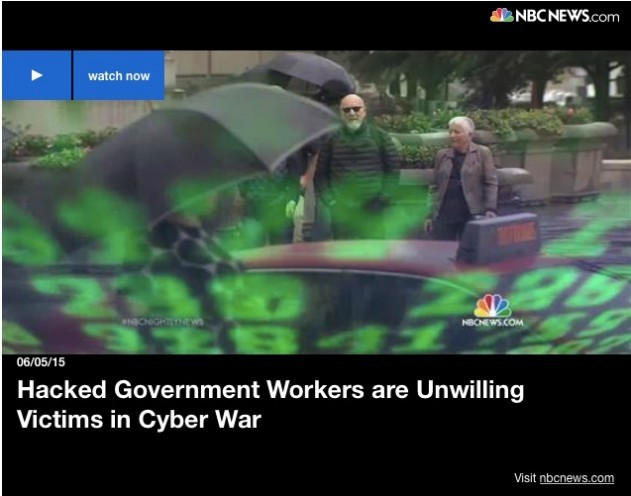 NBCNEWS.com
watch now
#NBCNIGHTLYNEWS
NBCNEWS.COM
06/05/15
Hacked Government Workers are Unwilling
Victims in Cyber War
Visit nbcnews.com